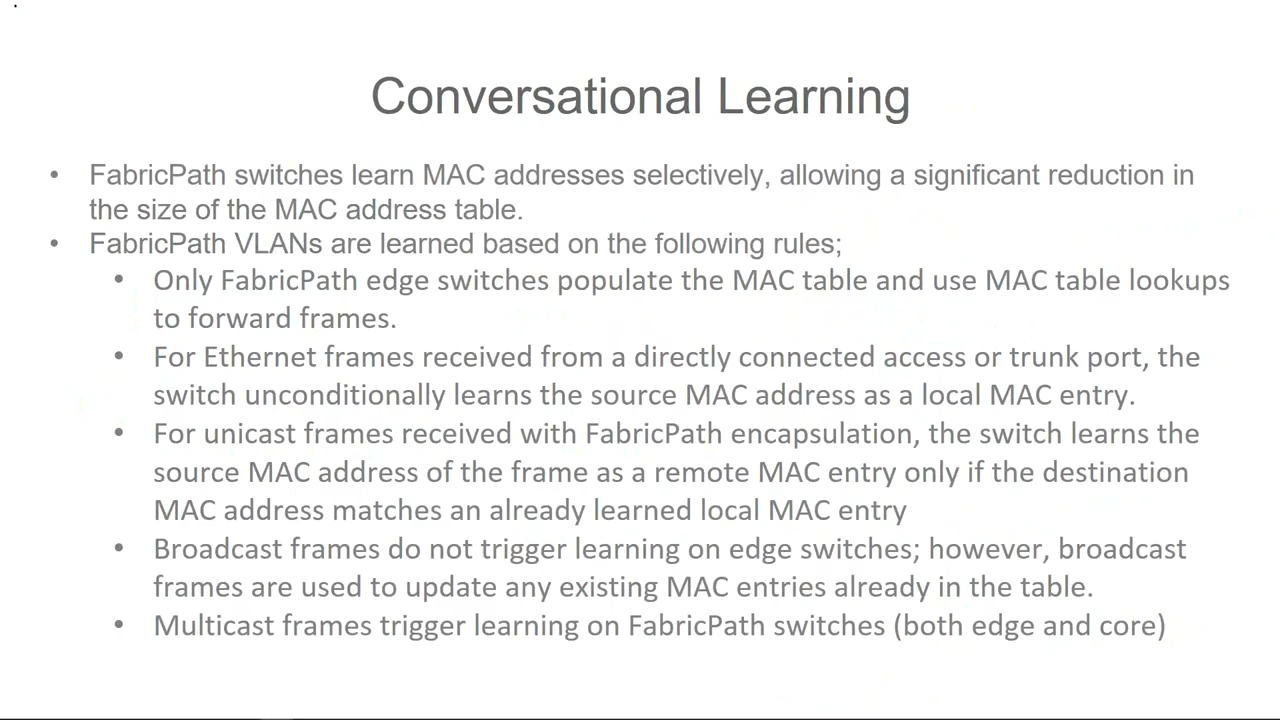 Conversational Learning
• FabricPath switches learn MAC addresses selectively, allowing a significant reduction in
the size of the MAC address table.
• FabricPath VLANs are learned based on the following rules;
• Only FabricPath edge switches populate the MAC table and use MAC table lookups
to forward frames.
• For Ethernet frames received from a directly connected access or trunk port, the
switch unconditionally learns the source MAC address as a local MAC entry.
• For unicast frames received with FabricPath encapsulation, the switch learns the
source MAC address of the frame as a remote MAC entry only if the destination
MAC address matches an already learned local MAC entry
• Broadcast frames do not trigger learning on edge switches; however, broadcast
frames are used to update any existing MAC entries already in the table.
• Multicast frames trigger learning on FabricPath switches (both edge and core)